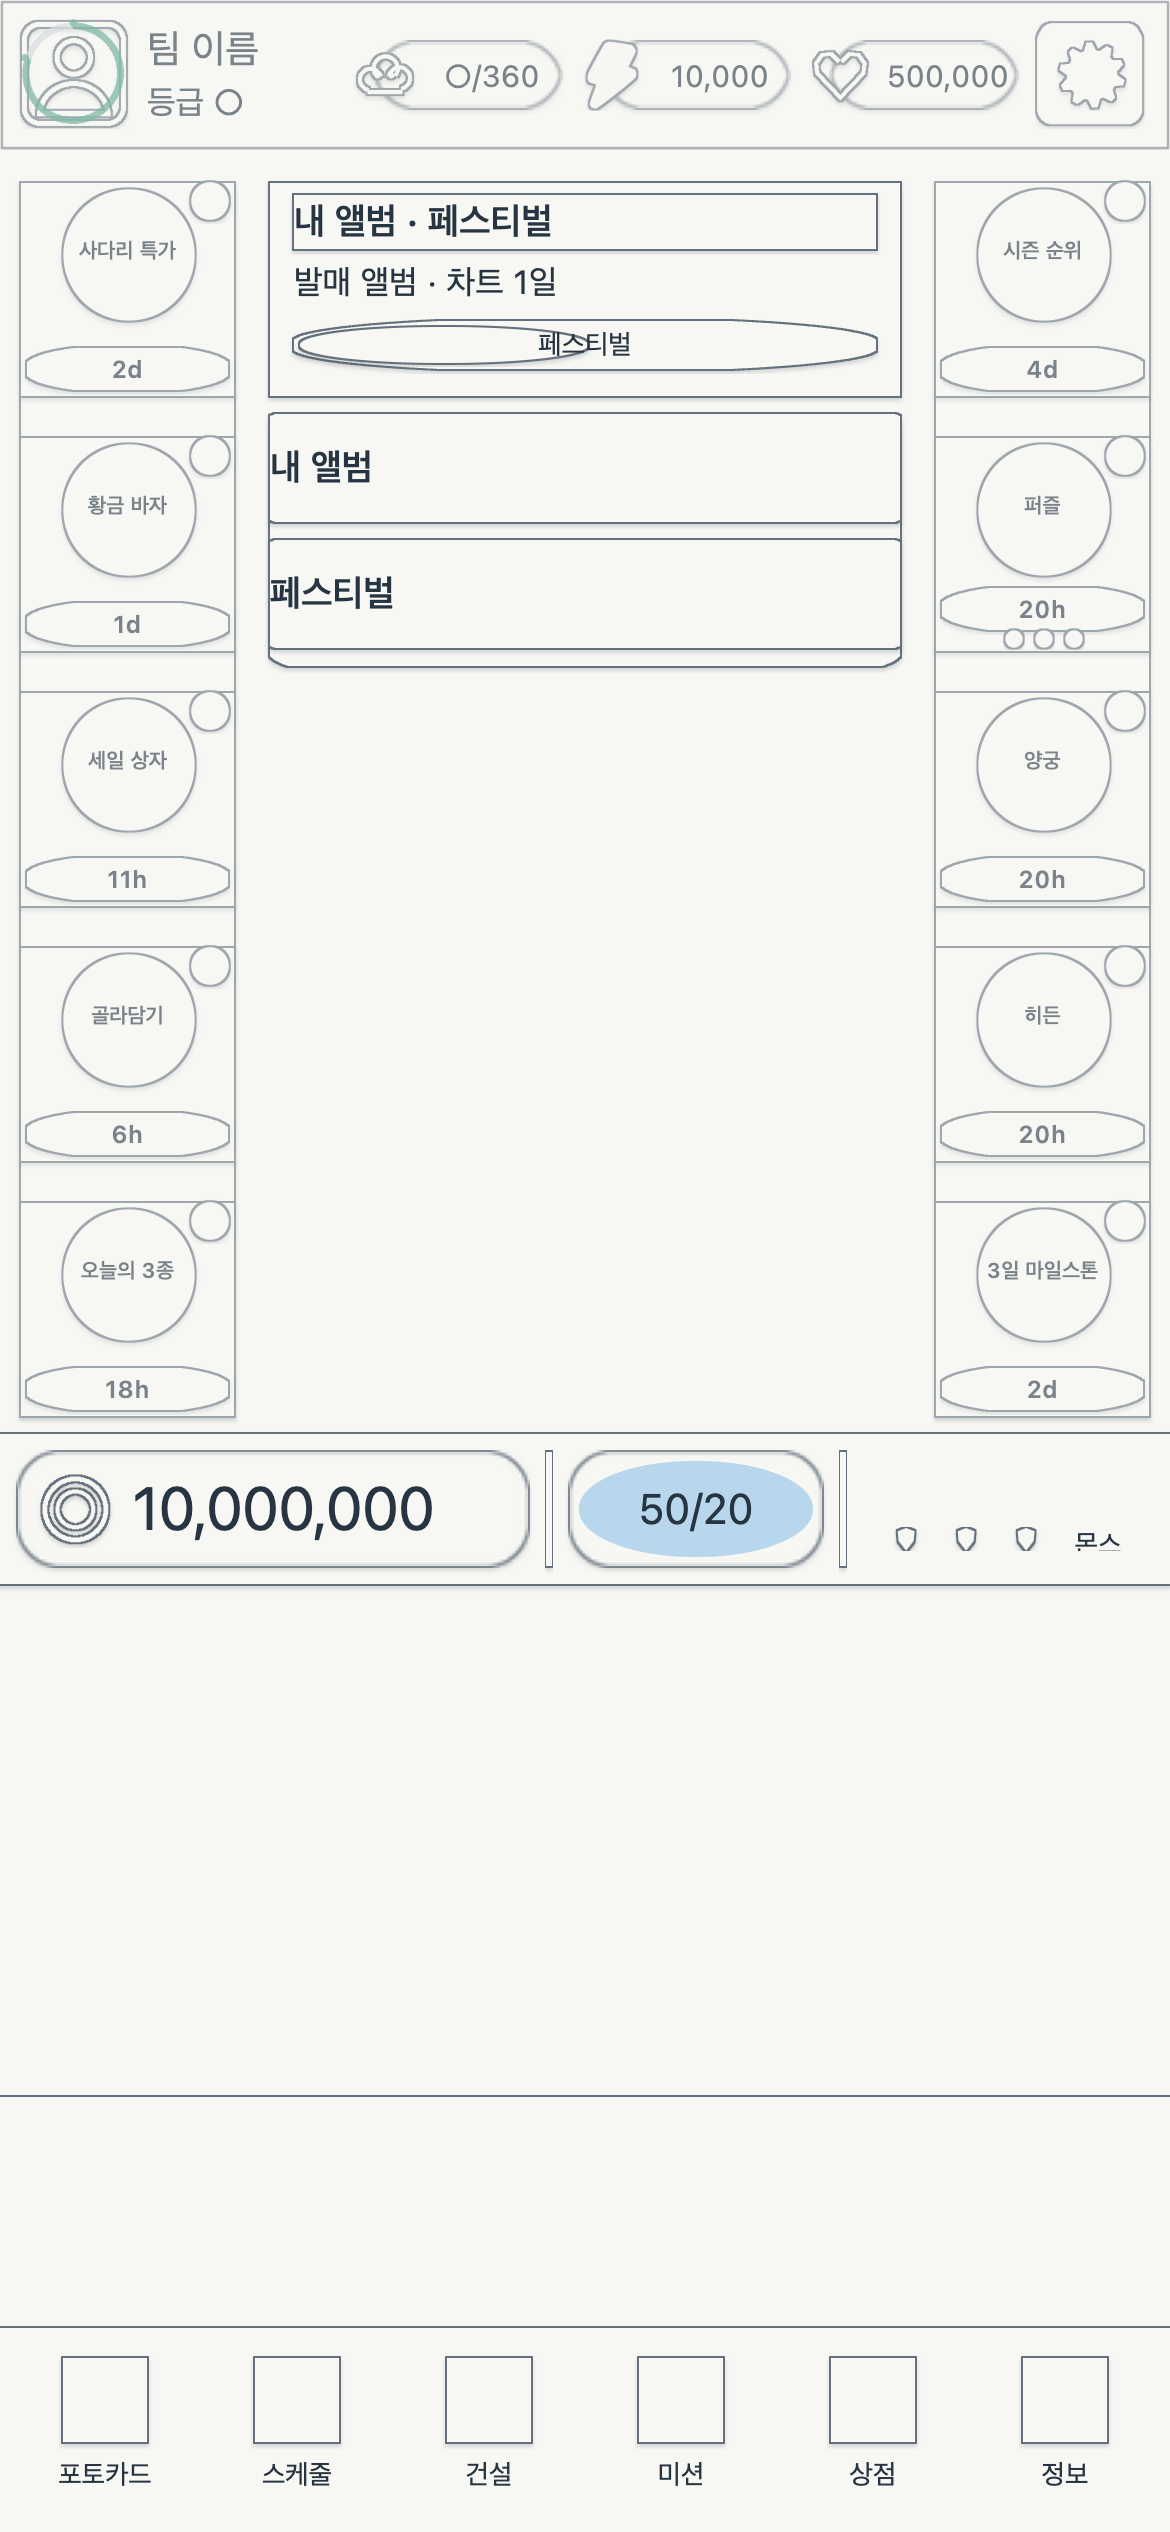 팀 이름
등급 ○
○/360
10,000
500,000
사다리 특가
2d
황금 바자
1d
세일 상자
11h
골라담기
6h
오늘의 3종
18h
내 앨범 · 페스티벌
발매 앨범 · 차트 1일
페스티벌
내 앨범
페스티벌
시즌 순위
4d
퍼즐
20h
양궁
20h
히든
20h
3일 마일스톤
2d
10,000,000
50/20
포토카드
스케줄
건설
미션
상점
정보